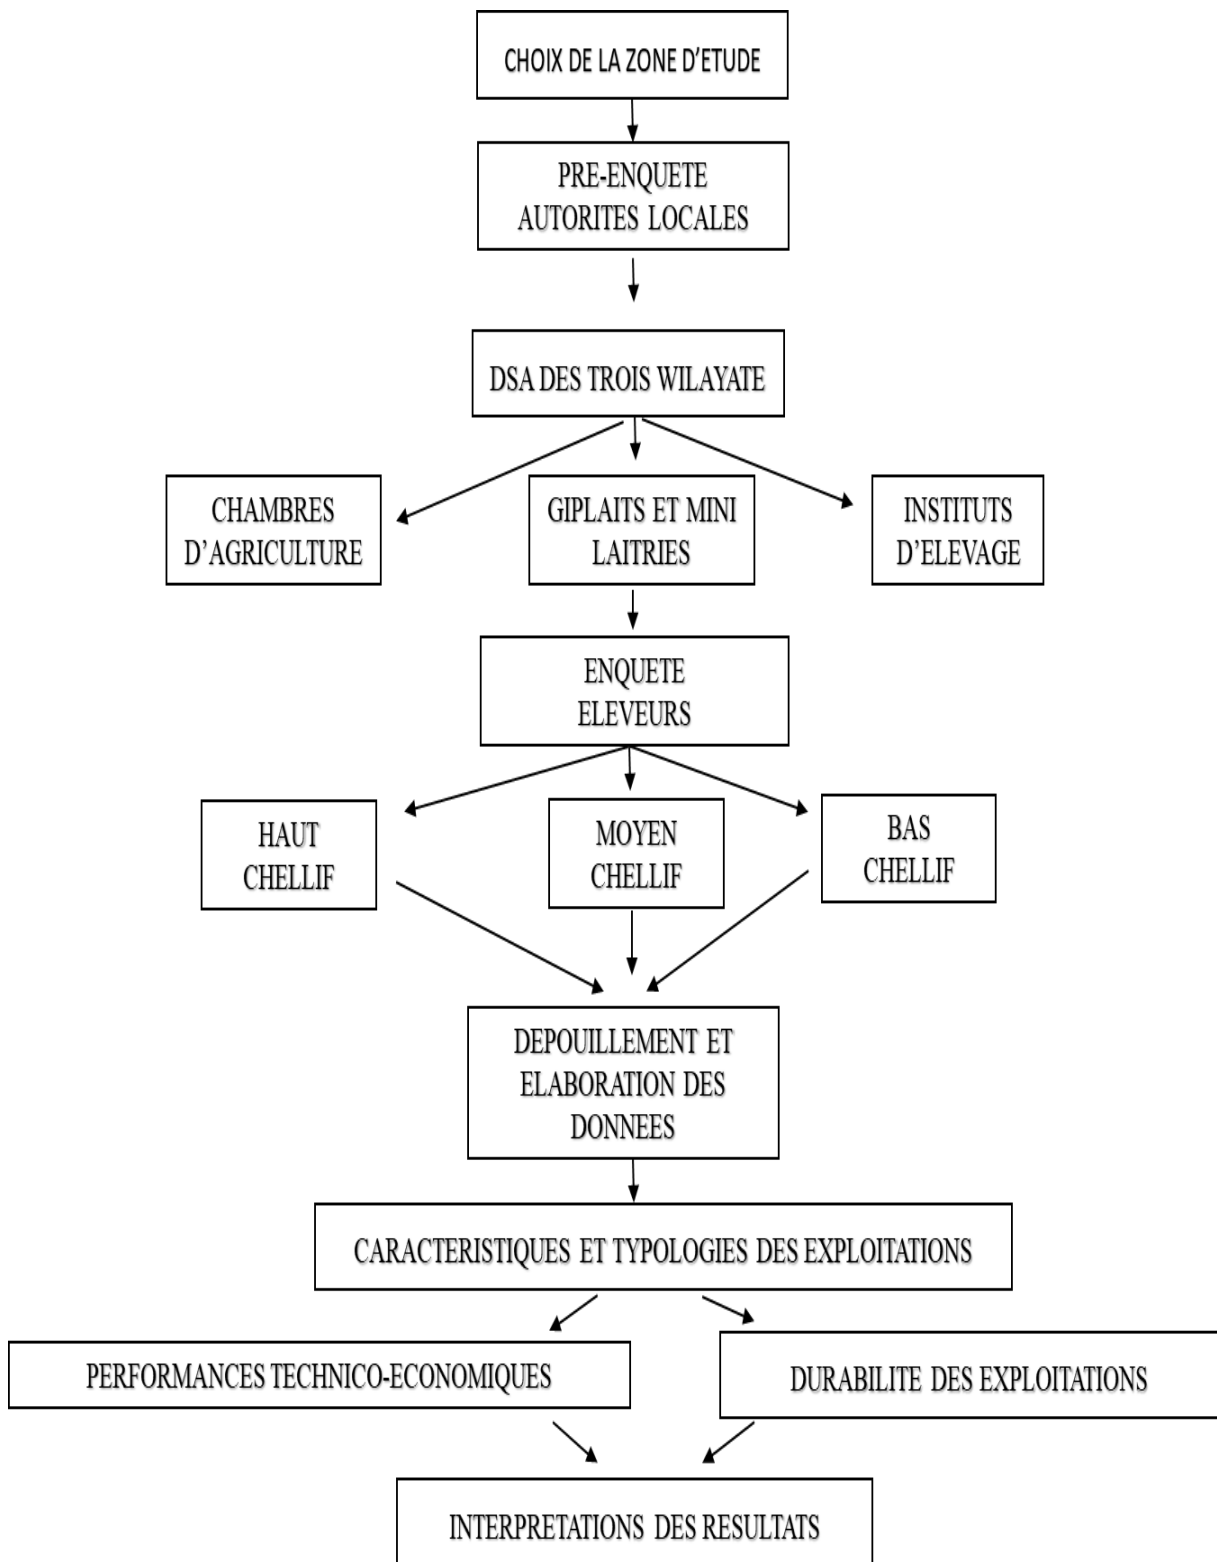 CHOIX DE LA ZONE D’ETUDE
PRE-ENQUETE
AUTORITES LOCALES
DSA DES TROIS WILAYATE
CHAMBRES
D’AGRICULTURE
GIPLAITS ET MINI
LAITRIES
INSTITUTS
D’ELEVAGE
ENQUETE
ELEVEURS
HAUT
CHELLIF
MOYEN
CHELLIF
BAS
CHELLIF
DEPOUILLEMENT ET
ELABORATION DES
DONNEES
CARACTERISTIQUES ET TYPOLOGIES DES EXPLOITATIONS
PERFORMANCES TECHNICO-ECONOMIQUES
DURABILITE DES EXPLOITATIONS
INTERPRETATIONS DES RESULTATS